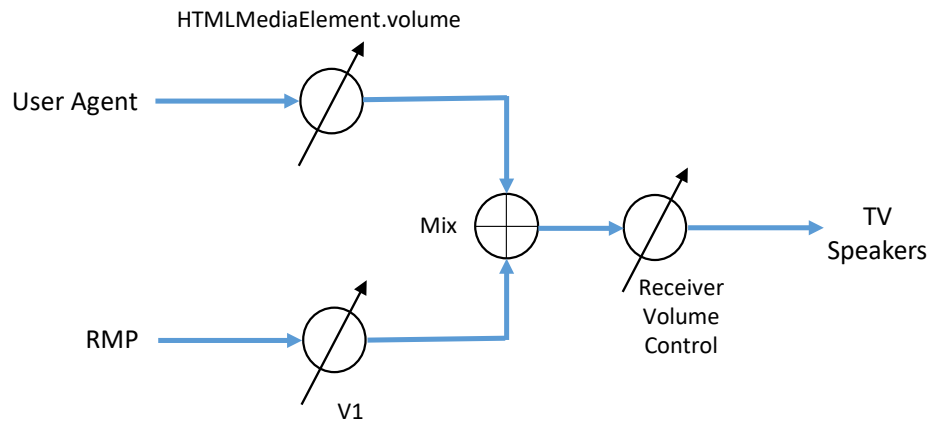 HTMLMediaElement.volume
User Agent
Mix
TV
Speakers
Receiver
Volume
Control
RMP
V1